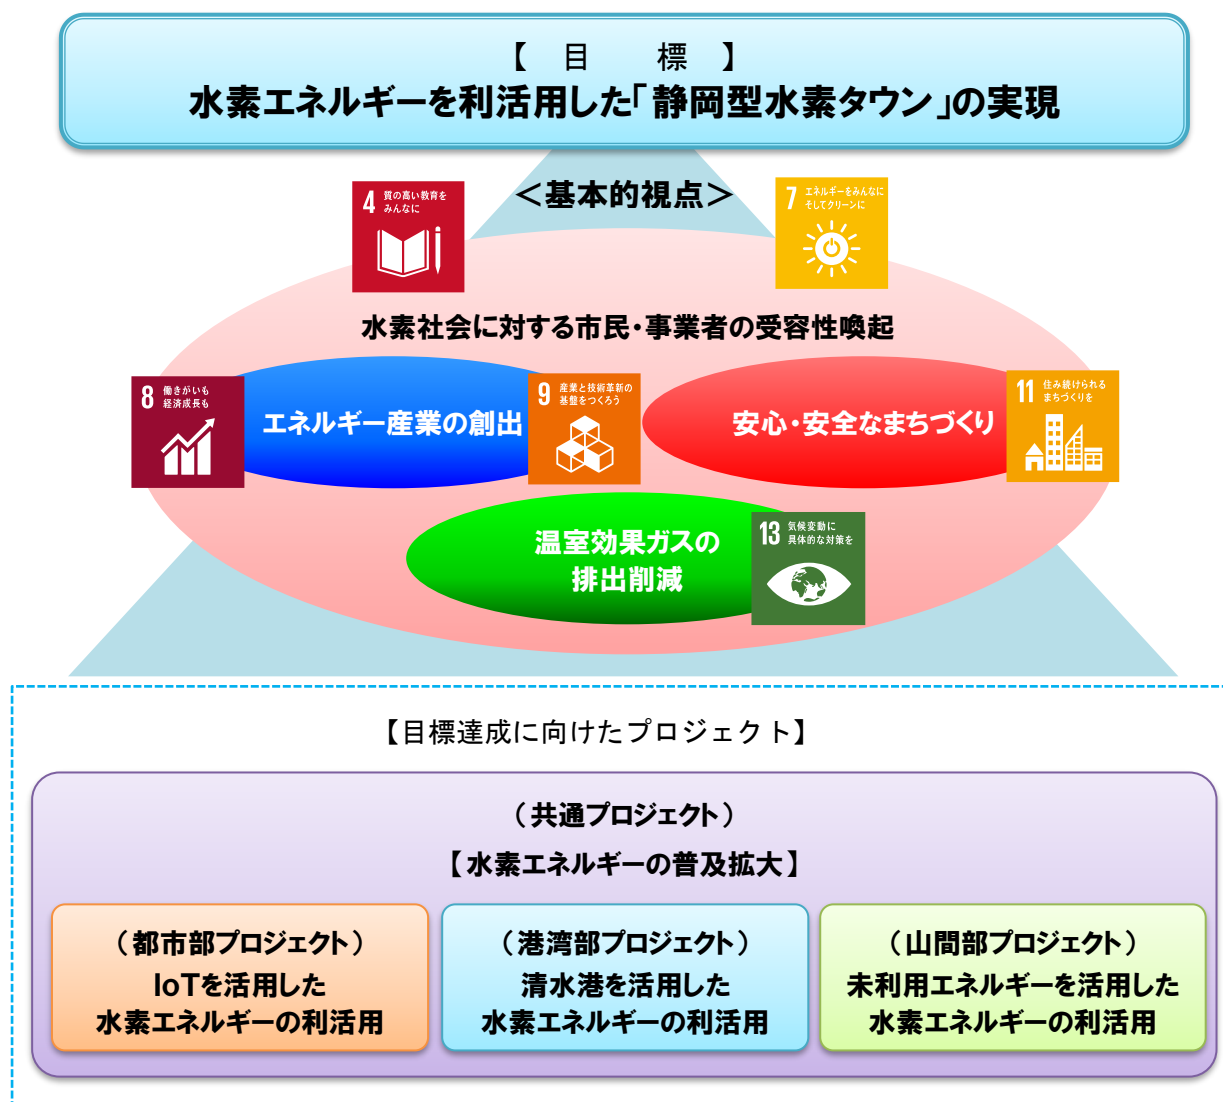 【 目 標 】
水素エネルギーを利活用した「静岡型水素タウン」の実現
＜基本的視点＞
4 質の高い教育を
みんなに
7 エネルギーをみんなに
そしてクリーンに
水素社会に対する市民・事業者の受容性喚起
8 働きがいも
経済成長も
エネルギー産業の創出
9 産業と技術革新の
基盤をつくろう
安心・安全なまちづくり
11 住み続けられる
まちづくりを
温室効果ガスの
排出削減
13 気候変動に
具体的な対策を
【目標達成に向けたプロジェクト】
（共通プロジェクト）
【水素エネルギーの普及拡大】
（都市部プロジェクト）
IoTを活用した
水素エネルギーの利活用
（港湾部プロジェクト）
清水港を活用した
水素エネルギーの利活用
（山間部プロジェクト）
未利用エネルギーを活用した
水素エネルギーの利活用